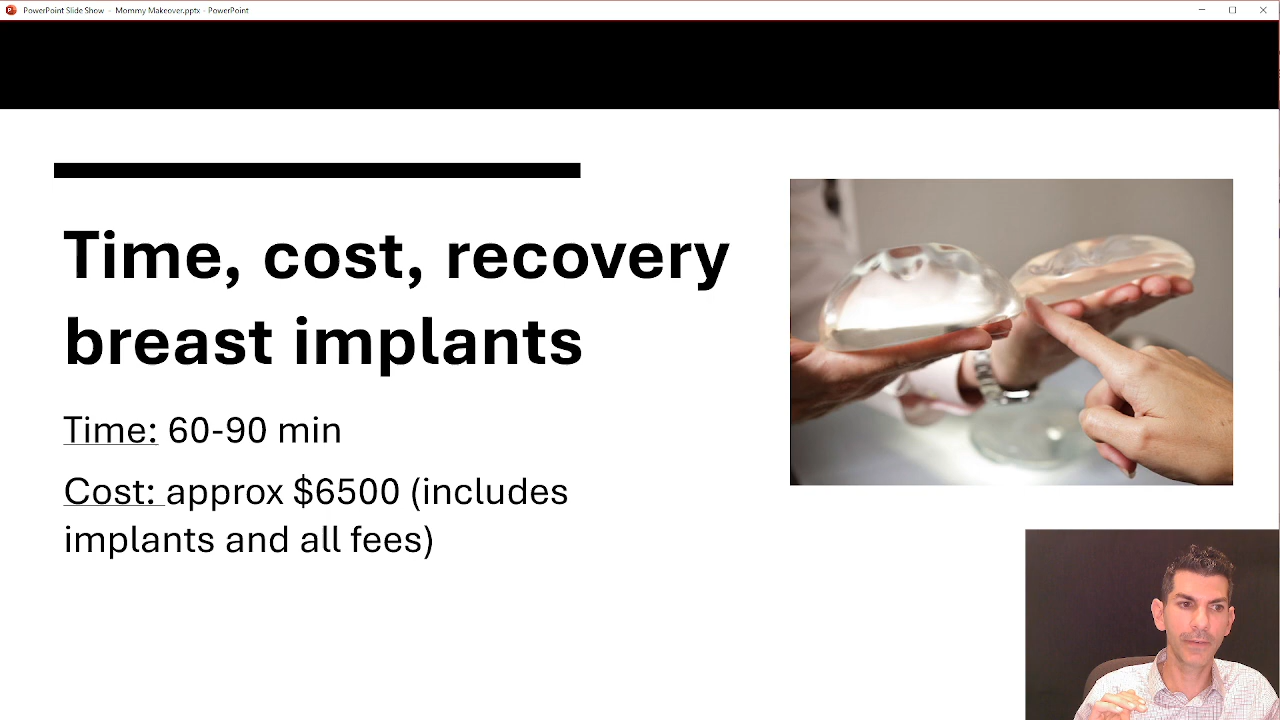 PowerPoint Slide Show - Mommy Makeover.pptx - PowerPoint
Time, cost, recovery
breast implants
Time: 60-90 min
Cost: approx $6500 (includes
implants and all fees)